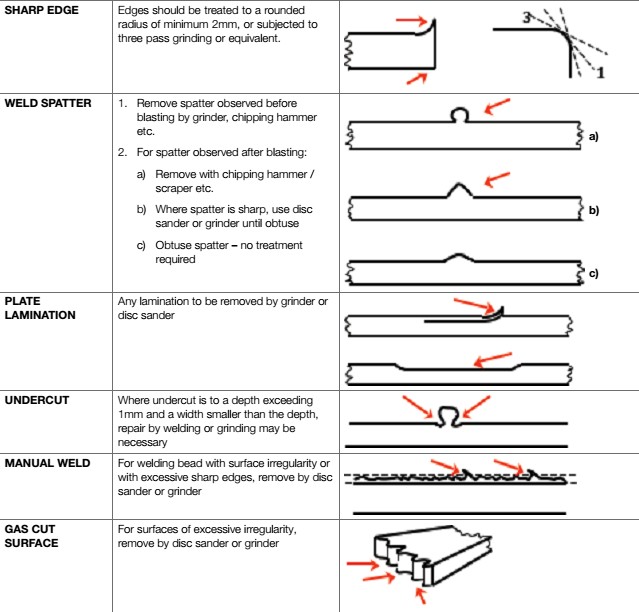 SHARP EDGE
Edges should be treated to a rounded
radius of minimum 2mm, or subjected to
three pass grinding or equivalent.
3
1
WELD SPATTER
1. Remove spatter observed before
blasting by grinder, chipping hammer
etc.
2. For spatter observed after blasting:
a) Remove with chipping hammer /
scraper etc.
b) Where spatter is sharp, use disc
sander or grinder until obtuse
c) Obtuse spatter – no treatment
required
a)
b)
c)
PLATE
LAMINATION
Any lamination to be removed by grinder or
disc sander
UNDERCUT
Where undercut is to a depth exceeding
1mm and a width smaller than the depth,
repair by welding or grinding may be
necessary
MANUAL WELD
For welding bead with surface irregularity or
with excessive sharp edges, remove by disc
sander or grinder
GAS CUT
SURFACE
For surfaces of excessive irregularity,
remove by disc sander or grinder